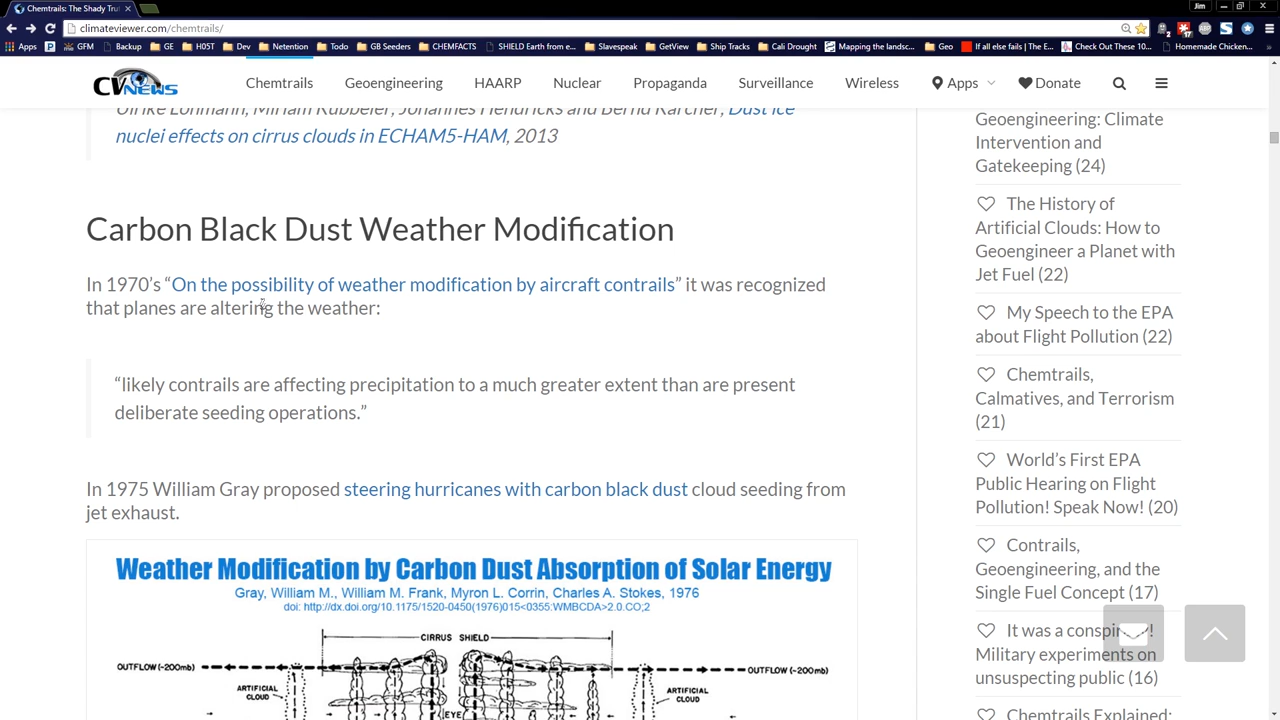 Chemtrails: The Shady Tru
Jim
climateviewer.com/chemtrails/
Apps GFM Backup GE H05T Dev Netention Todo GB Seeders CHEMFACTS SHIELD Earth from e... Slavespeak GetView Ship Tracks Cali Drought Mapping the landsc... Geo If all else fails | The E... Check Out These 10... Homemade Chicken...
CV NEWS
Chemtrails Geoengineering HAARP Nuclear Propaganda Surveillance Wireless Apps Donate
Ulrike Lohmann, Miriam Kübbeler, Johannes Hendricks and Bernd Kärcher, Dust ice
nuclei effects on cirrus clouds in ECHAM5-HAM, 2013
Carbon Black Dust Weather Modification
In 1970's “On the possibility of weather modification by aircraft contrails” it was recognized
that planes are altering the weather:
“likely contrails are affecting precipitation to a much greater extent than are present
deliberate seeding operations.”
In 1975 William Gray proposed steering hurricanes with carbon black dust cloud seeding from
jet exhaust.
Weather Modification by Carbon Dust Absorption of Solar Energy
Gray, William M., William M. Frank, Myron L. Corrin, Charles A. Stokes, 1976
doi: http://dx.doi.org/10.1175/1520-0450(1976)015<0355:WMBCDA>2.0.CO;2
CIRRUS SHIELD
OUTFLOW (~200mb)
OUTFLOW (~200mb)
ARTIFICIAL
CLOUD
ARTIFICIAL
CLOUD
EYE
Geoengineering: Climate
Intervention and
Gatekeeping (24)
The History of
Artificial Clouds: How to
Geoengineer a Planet with
Jet Fuel (22)
My Speech to the EPA
about Flight Pollution (22)
Chemtrails,
Calmatives, and Terrorism
(21)
World's First EPA
Public Hearing on Flight
Pollution! Speak Now! (20)
Contrails,
Geoengineering, and the
Single Fuel Concept (17)
It was a conspiracy!
Military experiments on
unsuspecting public (16)
Chemtrails Explained: